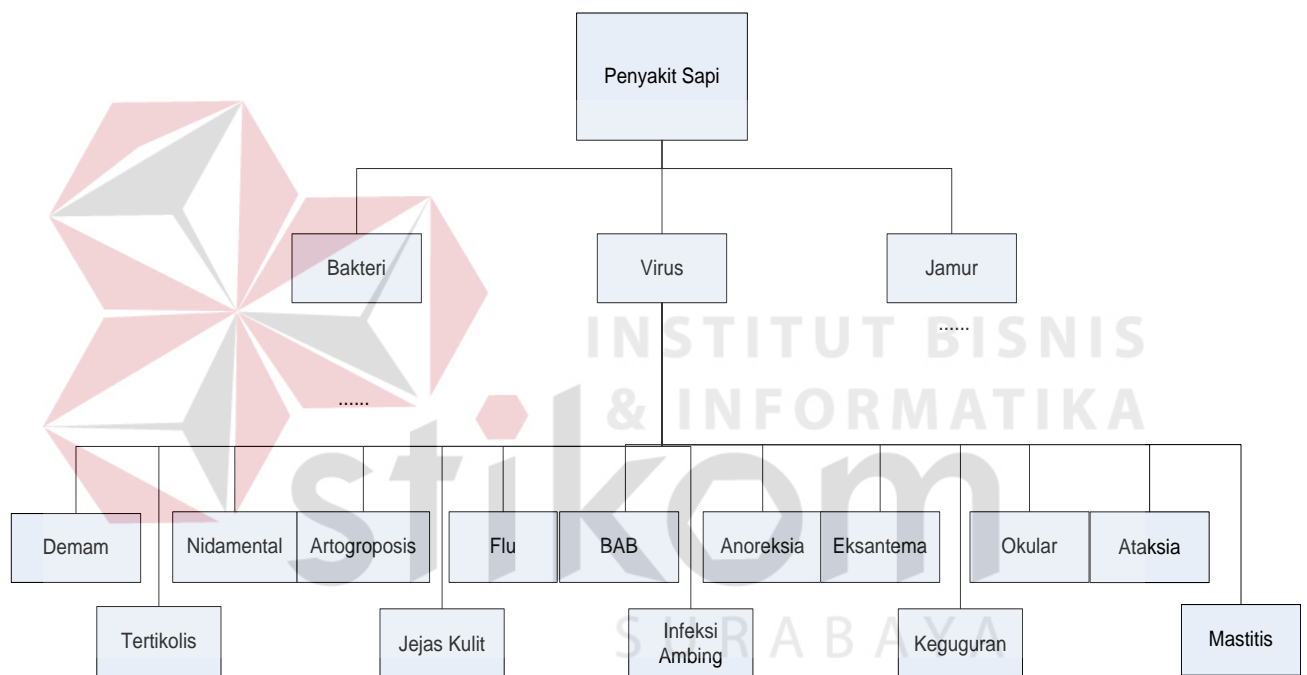 Penyakit Sapi
Bakteri
Virus
Jamur
......
......
INSTITUT BISNIS
& INFORMATIKA
stikom
SURABAYA
Demam
Nidamental
Artogroposis
Flu
BAB
Anoreksia
Eksantema
Okular
Ataksia
Tertikolis
Jejas Kulit
Infeksi
Ambing
Keguguran
Mastitis